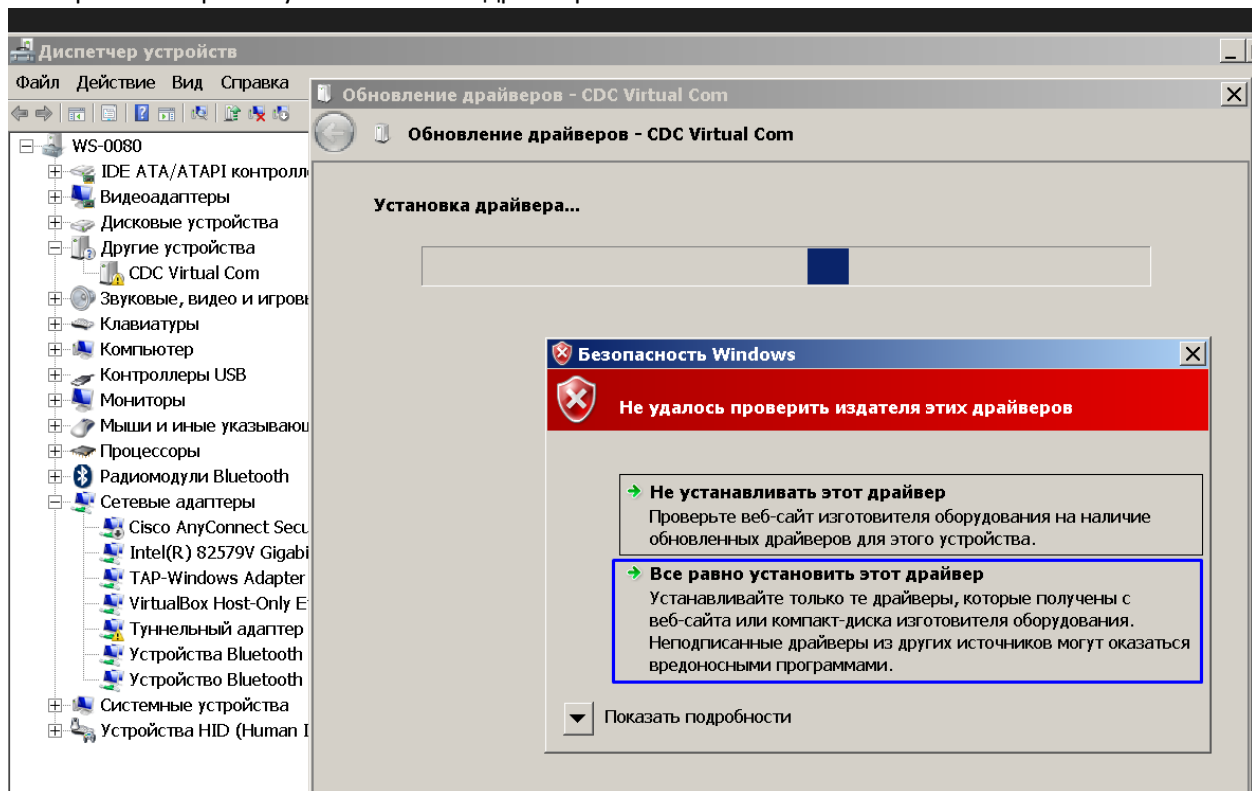 Диспетчер устройств
Файл Действие Вид Справка
WS-0080
IDE ATA/ATAPI контролл
Видеоадаптеры
Дисковые устройства
Другие устройства
CDC Virtual Com
Звуковые, видео и игров
Клавиатуры
Компьютер
Контроллеры USB
Мониторы
Мыши и иные указываю
Процессоры
Радиомодули Bluetooth
Сетевые адаптеры
Cisco AnyConnect Secu
Intel(R) 82579V Gigabi
TAP-Windows Adapter
VirtualBox Host-Only E
Туннельный адаптер
Устройства Bluetooth
Устройство Bluetooth
Системные устройства
Устройства HID (Human I
Обновление драйверов - CDC Virtual Com
Обновление драйверов - CDC Virtual Com
Установка драйвера...
Безопасность Windows
Не удалось проверить издателя этих драйверов
Не устанавливать этот драйвер
Проверьте веб-сайт изготовителя оборудования на наличие
обновленных драйверов для этого устройства.
Все равно установить этот драйвер
Устанавливайте только те драйверы, которые получены с
веб-сайта или компакт-диска изготовителя оборудования.
Неподписанные драйверы из других источников могут оказаться
вредоносными программами.
Показать подробности